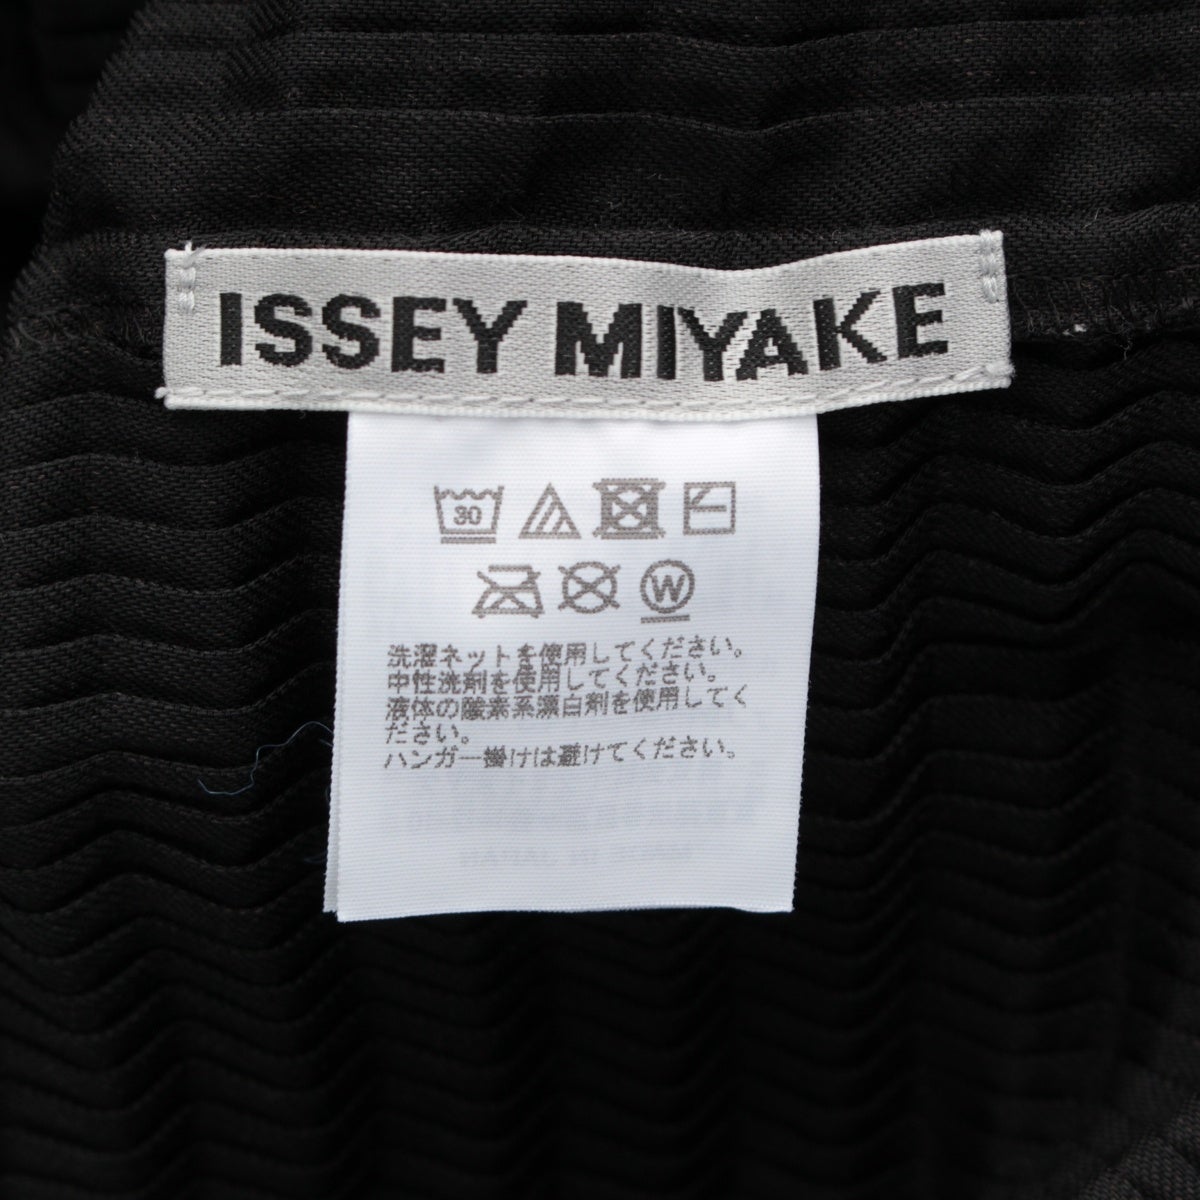 ISSEY MIYAKE
30
W
洗濯ネットを使用してください。
中性洗剤を使用してください。
液体の酸素系漂白剤を使用してく
ださい。
ハンガー掛けは避けてください。